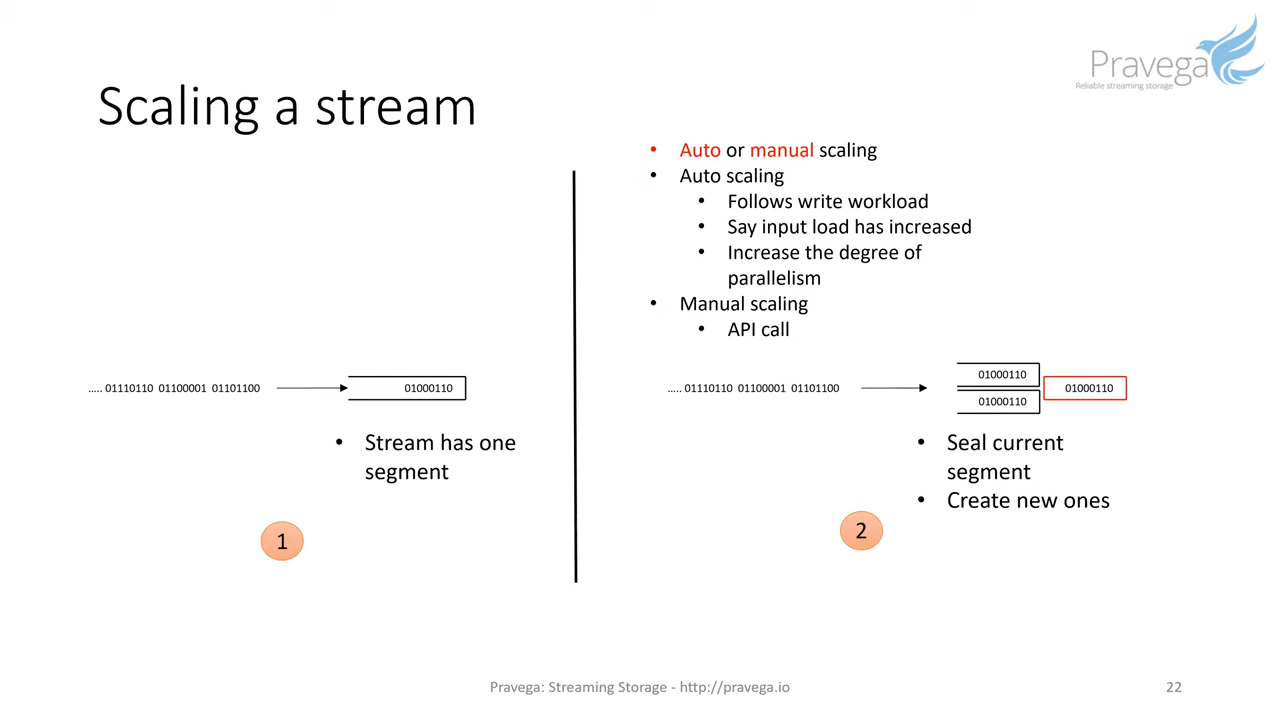 Pravega
Reliable streaming storage
Scaling a stream
• Auto or manual scaling
• Auto scaling
• Follows write workload
• Say input load has increased
• Increase the degree of
parallelism
• Manual scaling
• API call
..... 01110110 01100001 01101100
01000110
• Stream has one
segment
1
..... 01110110 01100001 01101100
01000110
01000110
01000110
• Seal current
segment
• Create new ones
2
Pravega: Streaming Storage - http://pravega.io
22